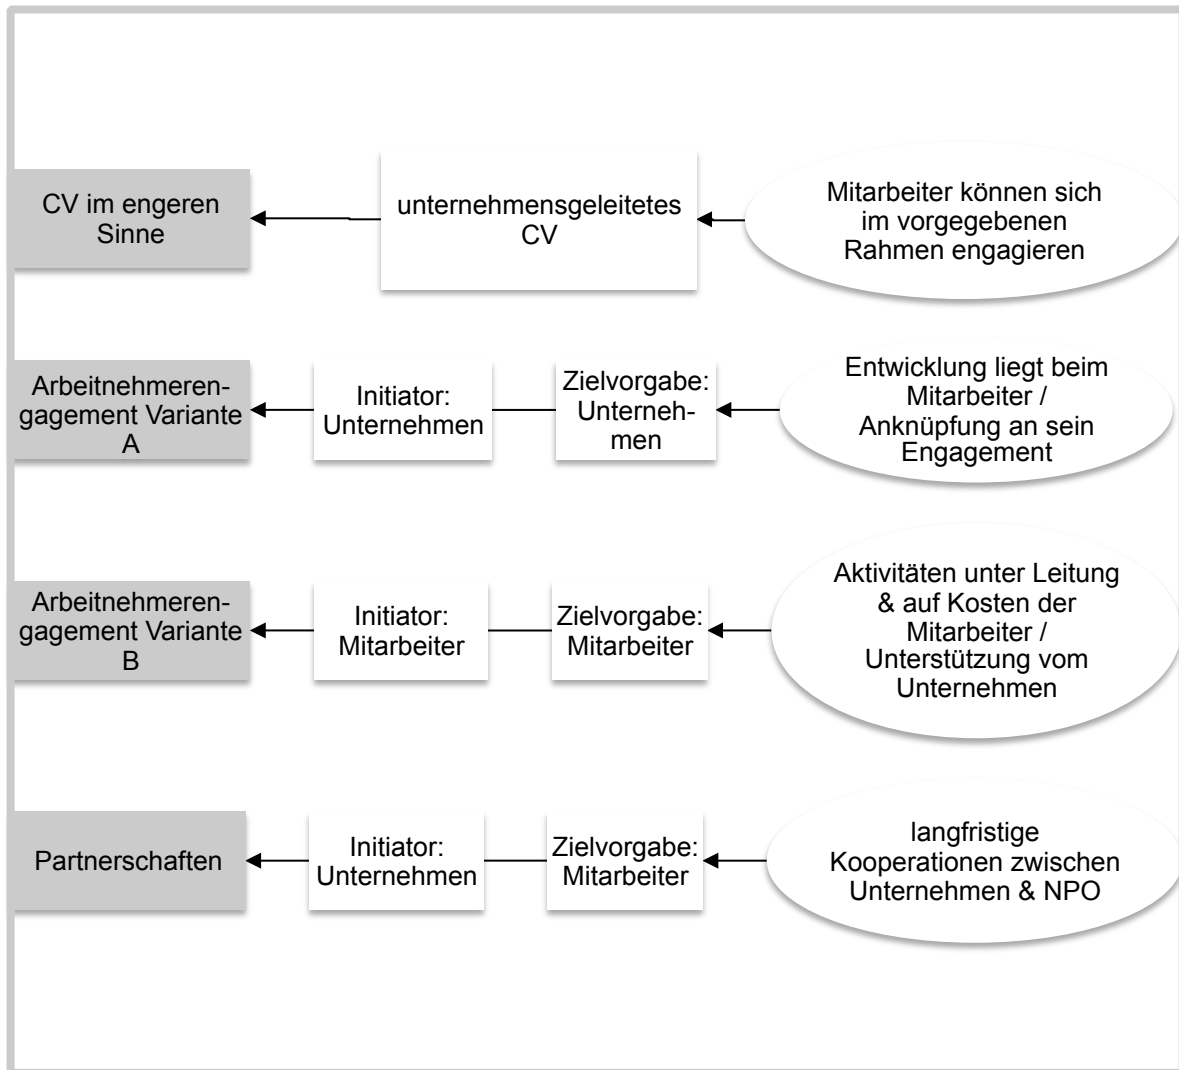 CV im engeren
Sinne
unternehmensgeleitetes
CV
Mitarbeiter können sich
im vorgegebenen
Rahmen engagieren
Arbeitnehmeren-
gagement Variante
A
Initiator:
Unternehmen
Zielvorgabe:
Unterneh-
men
Entwicklung liegt beim
Mitarbeiter /
Anknüpfung an sein
Engagement
Arbeitnehmeren-
gagement Variante
B
Initiator:
Mitarbeiter
Zielvorgabe:
Mitarbeiter
Aktivitäten unter Leitung
& auf Kosten der
Mitarbeiter /
Unterstützung vom
Unternehmen
Partnerschaften
Initiator:
Unternehmen
Zielvorgabe:
Mitarbeiter
langfristige
Kooperationen zwischen
Unternehmen & NPO